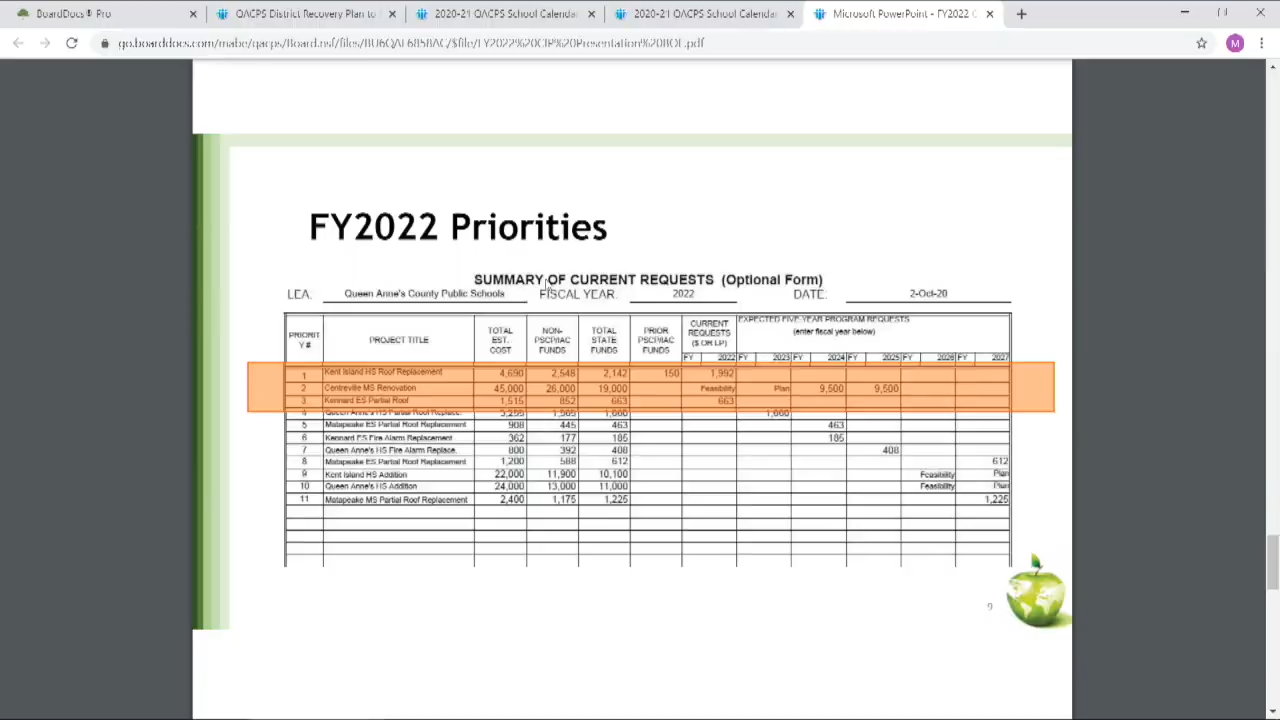 BoardDocs® Pro
QACPS District Recovery Plan to
2020-21 QACPS School Calenda
2020-21 QACPS School Calenda
Microsoft PowerPoint - FY2022 C
M
FY2022 Priorities
SUMMARY OF CURRENT REQUESTS (Optional Form)
LEA: Queen Anne's County Public Schools FISCAL YEAR: 2022 DATE: 2-Oct-20
PRIORIT Y # PROJECT TITLE TOTAL EST. COST NON-PSCP/IAC FUNDS TOTAL STATE FUNDS PRIOR PSCP/IAC FUNDS CURRENT REQUESTS ($ OR LP) EXPECTED FIVE-YEAR PROGRAM REQUESTS (enter fiscal year below)
FY 2022 FY 2023 FY 2024 FY 2025 FY 2026 FY 2027
1 Kent Island HS Roof Replacement 4,690 2,548 2,142 150 1,992
2 Centreville MS Renovation 45,000 26,000 19,000 Feasibility Plan 9,500 9,500
3 Kennard ES Partial Roof 1,515 852 663 663
4 Queen Anne's HS Partial Roof Replace.
5 Matapeake ES Partial Roof Replacement 908 445 463 463
6 Kennard ES Fire Alarm Replacement 362 177 185 185
7 Queen Anne's HS Fire Alarm Replace. 800 392 408 408
8 Matapeake ES Partial Roof Replacement 1,200 588 612 612
9 Kent Island HS Addition 22,000 11,900 10,100 Feasibility Plan
10 Queen Anne's HS Addition 24,000 13,000 11,000 Feasibility Plan
11 Matapeake MS Partial Roof Replacement 2,400 1,175 1,225 1,225
9